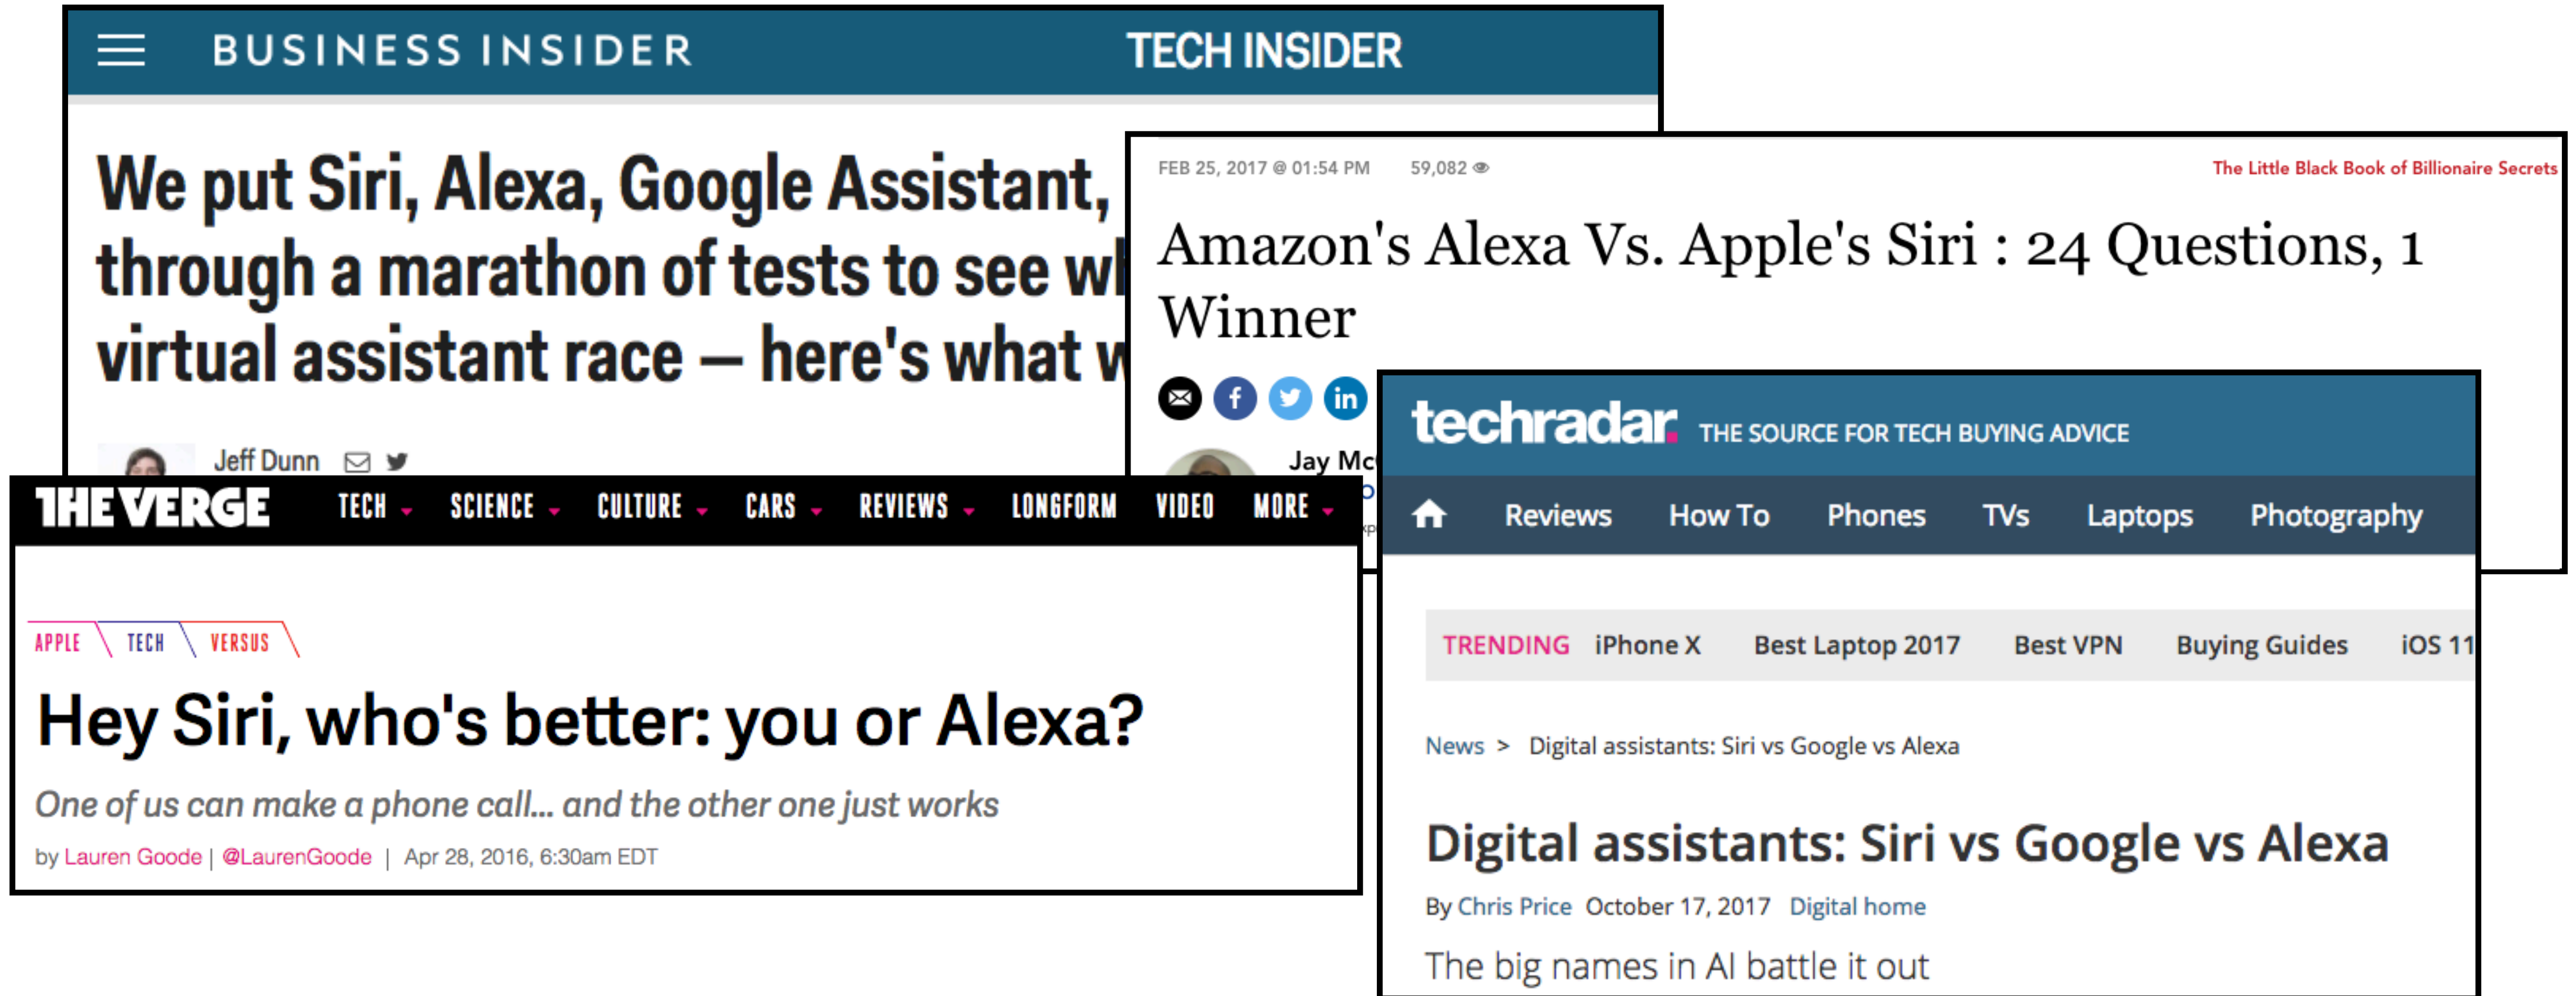 BUSINESS INSIDER
TECH INSIDER
We put Siri, Alexa, Google Assistant,
through a marathon of tests to see
virtual assistant race — here's what
Jeff Dunn
FEB 25, 2017 @ 01:54 PM 59,082
The Little Black Book of Billionaire Secrets
Amazon's Alexa Vs. Apple's Siri : 24 Questions, 1
Winner
f in
Jay
THE VERGE TECH SCIENCE CULTURE CARS REVIEWS LONGFORM VIDEO MORE
APPLE TECH VERSUS
Hey Siri, who's better: you or Alexa?
One of us can make a phone call... and the other one just works
by Lauren Goode | @LaurenGoode | Apr 28, 2016, 6:30am EDT
techradar. THE SOURCE FOR TECH BUYING ADVICE
Reviews How To Phones TVs Laptops Photography
TRENDING iPhone X Best Laptop 2017 Best VPN Buying Guides iOS 11
News > Digital assistants: Siri vs Google vs Alexa
Digital assistants: Siri vs Google vs Alexa
By Chris Price October 17, 2017 Digital home
The big names in AI battle it out